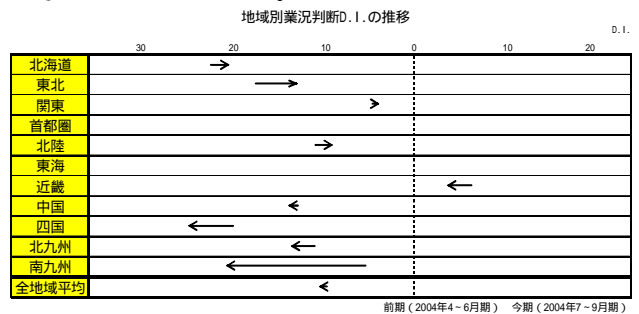 地域別業況判断D.I.の推移
D.I.
30 20 10 0 10 20
北海道
東北
関東
首都圏
北陸
東海
近畿
中国
四国
北九州
南九州
全地域平均
前期(2004年4~6月期) 今期(2004年7~9月期)